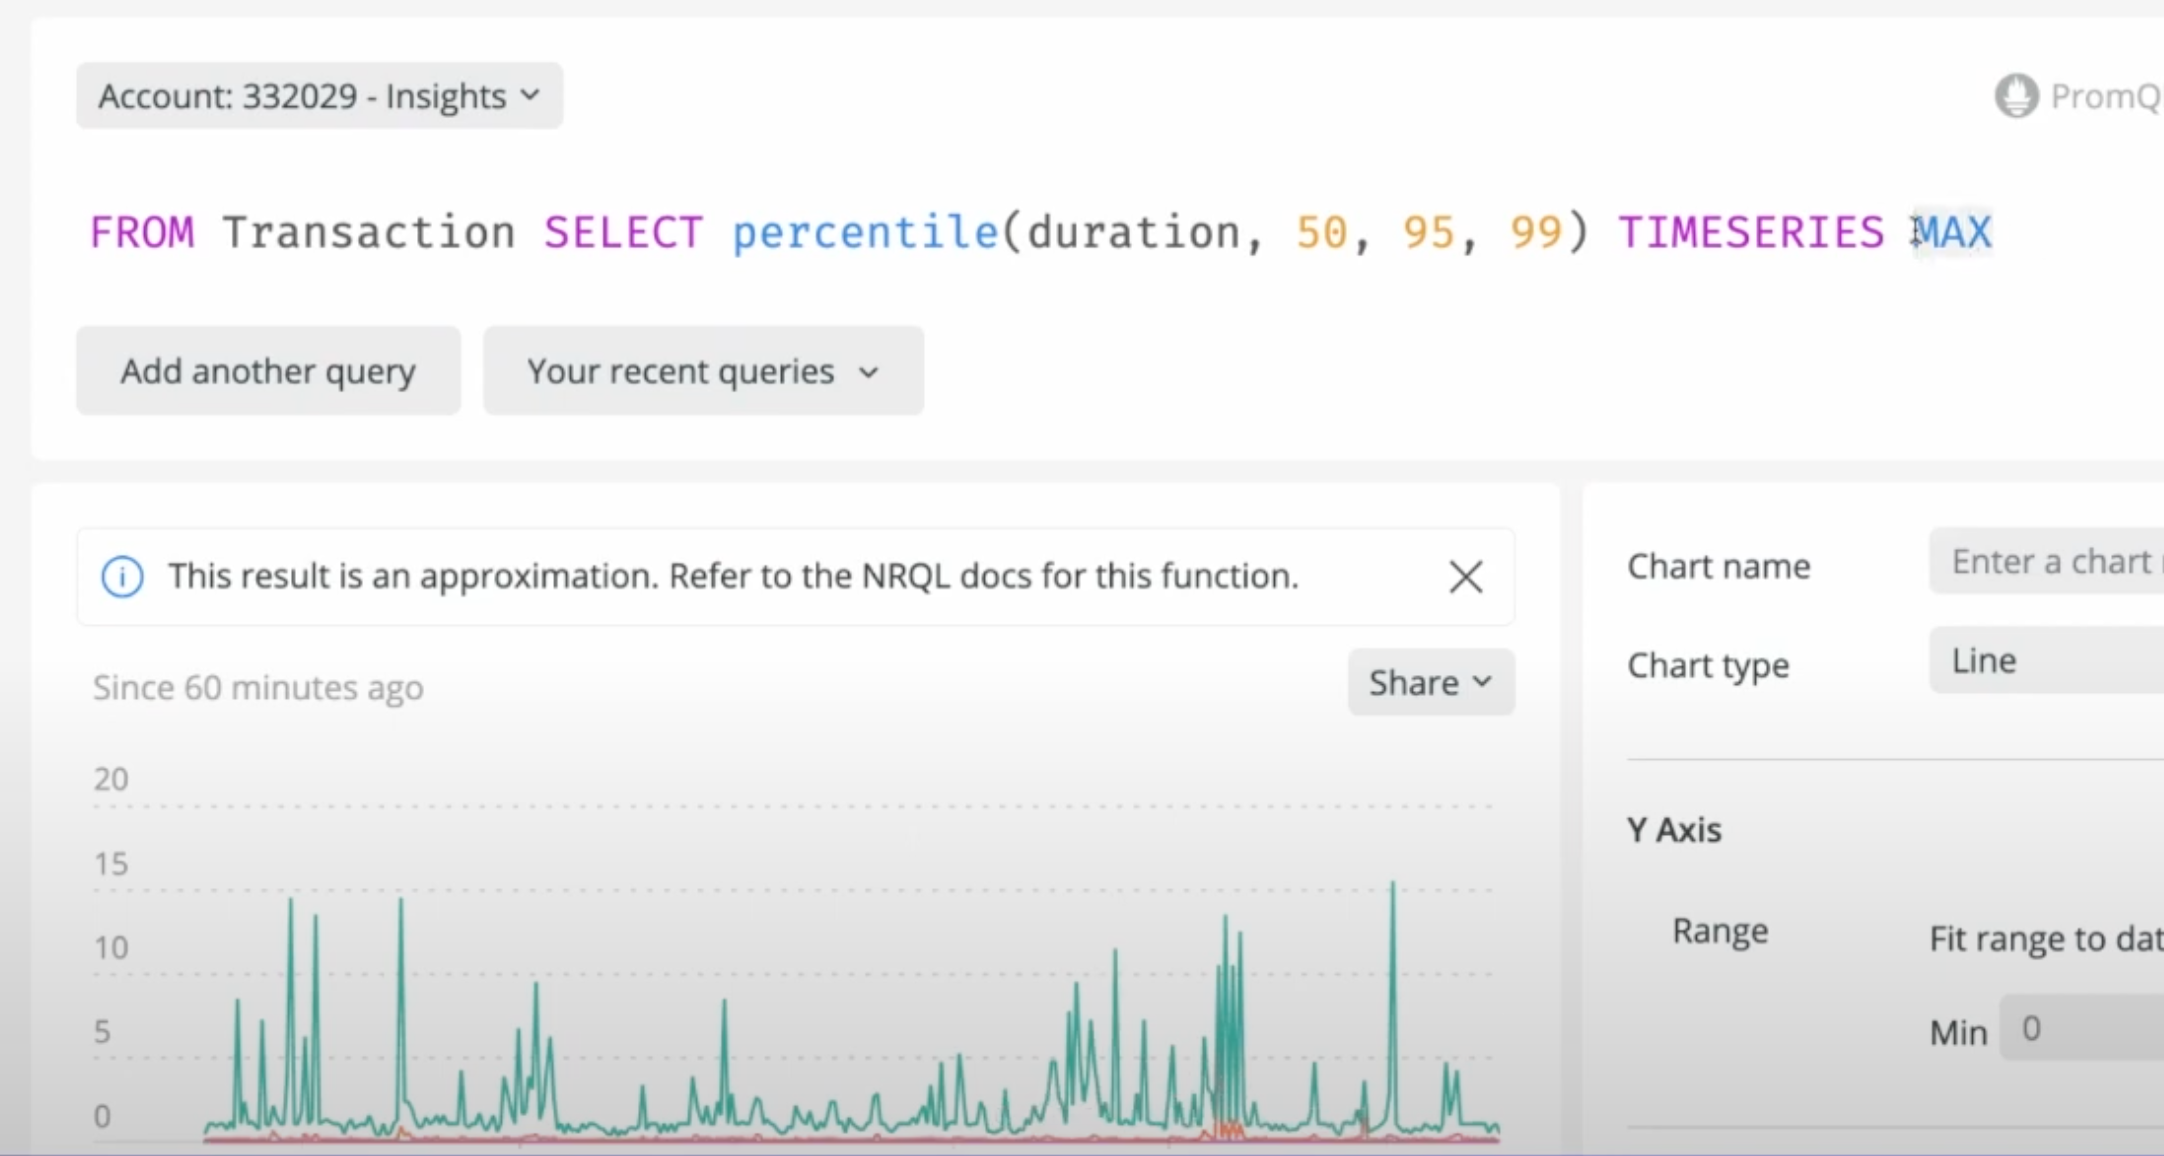 Account: 332029 - Insights
PromQ
FROM Transaction SELECT percentile(duration, 50, 95, 99) TIMESERIES MAX
Add another query
Your recent queries
This result is an approximation. Refer to the NRQL docs for this function.
Since 60 minutes ago
Share
20
15
10
5
0
Chart name
Enter a chart
Chart type
Line
Y Axis
Range
Fit range to dat
Min
0